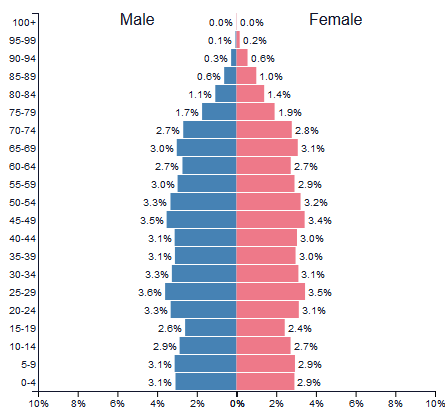 Male Female
100+ 0.0% 0.0%
95-99 0.1% 0.2%
90-94 0.3% 0.6%
85-89 0.6% 1.0%
80-84 1.1% 1.4%
75-79 1.7% 1.9%
70-74 2.7% 2.8%
65-69 3.0% 3.1%
60-64 2.7% 2.7%
55-59 3.0% 2.9%
50-54 3.3% 3.2%
45-49 3.5% 3.4%
40-44 3.1% 3.0%
35-39 3.1% 3.0%
30-34 3.3% 3.1%
25-29 3.6% 3.5%
20-24 3.3% 3.1%
15-19 2.6% 2.4%
10-14 2.9% 2.7%
5-9 3.1% 2.9%
0-4 3.1% 2.9%
10% 8% 6% 4% 2% 0% 2% 4% 6% 8% 10%